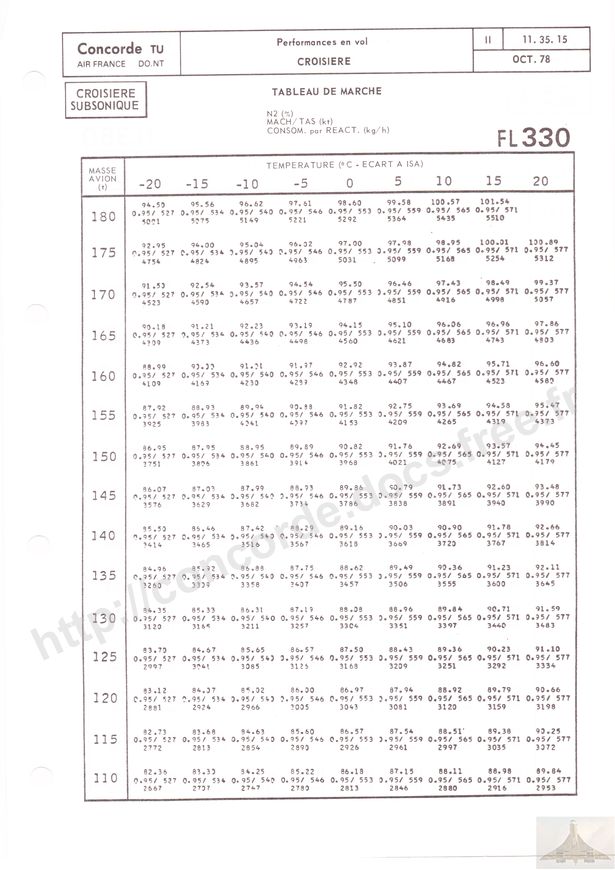 Concorde TU
AIR FRANCE DO.NT
Performances en vol
CROISIERE
II
11. 35. 15
OCT. 78
CROISIERE
SUBSONIQUE
TABLEAU DE MARCHE
N2 (%)
MACH/TAS (kt)
CONSOM. par REACT. (kg/h)
FL330
MASSE
AVION
(t)
TEMPERATURE (°C - ECART A ISA)
-20 -15 -10 -5 0 5 10 15 20
94.50 95.56 96.62 97.61 98.60 99.58 100.57 101.54
180 0.95/ 527 0.95/ 534 0.95/ 540 0.95/ 546 0.95/ 553 0.95/ 559 0.95/ 565 0.95/ 571
5001 5075 5149 5221 5292 5364 5435 5510
92.95 94.00 95.04 96.02 97.00 97.98 98.95 100.01 100.89
175 0.95/ 527 0.95/ 534 0.95/ 540 0.95/ 546 0.95/ 553 0.95/ 559 0.95/ 565 0.95/ 571 0.95/ 577
4754 4824 4895 4963 5031 5099 5168 5254 5312
91.50 92.54 93.57 94.54 95.50 96.46 97.43 98.49 99.37
170 0.95/ 527 0.95/ 534 0.95/ 540 0.95/ 546 0.95/ 553 0.95/ 559 0.95/ 565 0.95/ 571 0.95/ 577
4523 4590 4657 4722 4787 4851 4916 4998 5057
90.18 91.21 92.23 93.19 94.15 95.10 96.06 96.96 97.86
165 0.95/ 527 0.95/ 534 0.95/ 540 0.95/ 546 0.95/ 553 0.95/ 559 0.95/ 565 0.95/ 571 0.95/ 577
4309 4373 4436 4498 4560 4621 4683 4743 4803
88.99 90.00 91.01 91.97 92.92 93.87 94.82 95.71 96.60
160 0.95/ 527 0.95/ 534 0.95/ 540 0.95/ 546 0.95/ 553 0.95/ 559 0.95/ 565 0.95/ 571 0.95/ 577
4109 4169 4230 4289 4348 4407 4467 4523 4580
87.92 88.93 89.94 90.88 91.82 92.75 93.69 94.58 95.47
155 0.95/ 527 0.95/ 534 0.95/ 540 0.95/ 546 0.95/ 553 0.95/ 559 0.95/ 565 0.95/ 571 0.95/ 577
3925 3983 4041 4097 4153 4209 4265 4319 4373
86.95 87.95 88.95 89.89 90.82 91.76 92.69 93.57 94.45
150 0.95/ 527 0.95/ 534 0.95/ 540 0.95/ 546 0.95/ 553 0.95/ 559 0.95/ 565 0.95/ 571 0.95/ 577
3751 3806 3861 3914 3968 4021 4075 4127 4179
86.07 87.03 87.99 88.93 89.86 90.79 91.73 92.60 93.48
145 0.95/ 527 0.95/ 534 0.95/ 540 0.95/ 546 0.95/ 553 0.95/ 559 0.95/ 565 0.95/ 571 0.95/ 577
3576 3629 3682 3734 3786 3838 3891 3940 3990
85.50 86.46 87.42 88.29 89.16 90.03 90.90 91.78 92.66
140 0.95/ 527 0.95/ 534 0.95/ 540 0.95/ 546 0.95/ 553 0.95/ 559 0.95/ 565 0.95/ 571 0.95/ 577
3414 3465 3516 3567 3618 3669 3720 3767 3814
84.96 85.92 86.88 87.75 88.62 89.49 90.36 91.23 92.11
135 0.95/ 527 0.95/ 534 0.95/ 540 0.95/ 546 0.95/ 553 0.95/ 559 0.95/ 565 0.95/ 571 0.95/ 577
3260 3309 3358 3407 3457 3506 3555 3600 3645
84.35 85.33 86.31 87.19 88.08 88.96 89.84 90.71 91.59
130 0.95/ 527 0.95/ 534 0.95/ 540 0.95/ 546 0.95/ 553 0.95/ 559 0.95/ 565 0.95/ 571 0.95/ 577
3120 3165 3211 3257 3304 3351 3397 3440 3483
83.70 84.67 85.65 86.57 87.50 88.43 89.36 90.23 91.10
125 0.95/ 527 0.95/ 534 0.95/ 540 0.95/ 546 0.95/ 553 0.95/ 559 0.95/ 565 0.95/ 571 0.95/ 577
2997 3041 3085 3126 3168 3209 3251 3292 3334
83.12 84.07 85.02 86.00 86.97 87.94 88.92 89.79 90.66
120 0.95/ 527 0.95/ 534 0.95/ 540 0.95/ 546 0.95/ 553 0.95/ 559 0.95/ 565 0.95/ 571 0.95/ 577
2881 2924 2966 3005 3043 3081 3120 3159 3198
82.73 83.68 84.63 85.60 86.57 87.54 88.51 89.38 90.25
115 0.95/ 527 0.95/ 534 0.95/ 540 0.95/ 546 0.95/ 553 0.95/ 559 0.95/ 565 0.95/ 571 0.95/ 577
2772 2813 2854 2890 2926 2961 2997 3035 3072
82.36 83.30 84.25 85.22 86.18 87.15 88.11 88.98 89.84
110 0.95/ 527 0.95/ 534 0.95/ 540 0.95/ 546 0.95/ 553 0.95/ 559 0.95/ 565 0.95/ 571 0.95/ 577
2667 2707 2747 2780 2813 2846 2880 2916 2953
http://concorde.docs.free.fr